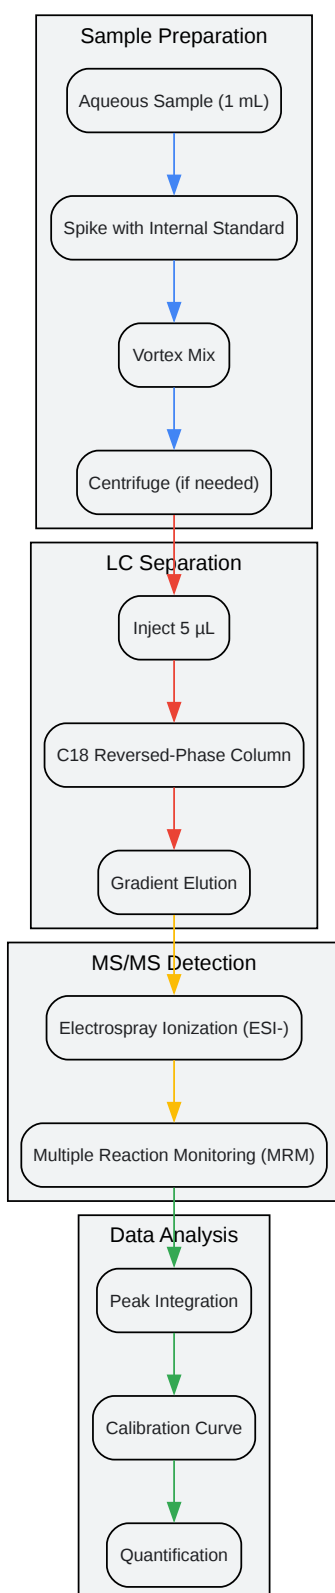 Sample Preparation
Aqueous Sample (1 mL)
Spike with Internal Standard
Vortex Mix
Centrifuge (if needed)
LC Separation
Inject 5 µL
C18 Reversed-Phase Column
Gradient Elution
MS/MS Detection
Electrospray Ionization (ESI-)
Multiple Reaction Monitoring (MRM)
Data Analysis
Peak Integration
Calibration Curve
Quantification